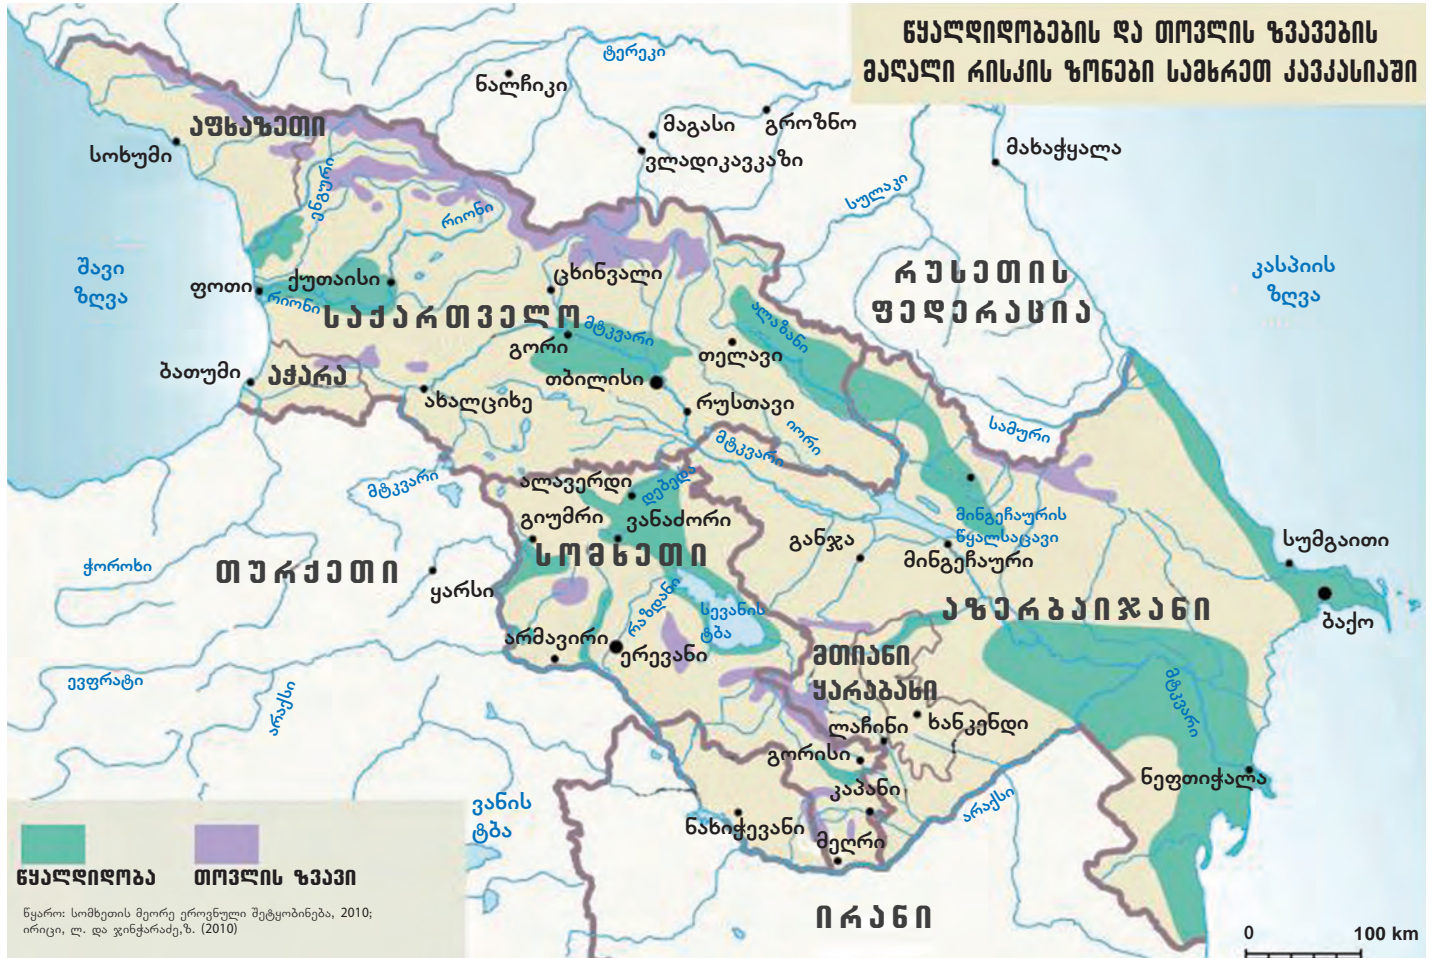 წყალდიდობების და თოვლის ზვავების
მაღალი რისკის ზონები სამხრეთ კავკასიაში
ტერეკი
ნალჩიკი
მაგასი
გროზნო
ვლადიკავკაზი
მახაჭყალა
აფხაზეთი
სოხუმი
ენგური
რიონი
სულაკი
შავი
ზღვა
ფოთი
ქუთაისი
რიონი
ცხინვალი
რუსეთის
ფედერაცია
კასპიის
ზღვა
საქართველო
მტკვარი
გორი
ალაზანი
თელავი
ბათუმი
აჭარა
თბილისი
ახალციხე
რუსთავი
იორი
სამური
მტკვარი
მტკვარი
ალავერდი
დებედა
გიუმრი
ვანაძორი
მინგეჩაურის
წყალსაცავი
განჯა
მინგეჩაური
სუმგაითი
ჭოროხი
თურქეთი
ყარსი
სომხეთი
რაზდანი
სევანის
ტბა
აზერბაიჯანი
ბაქო
არმავირი
ერევანი
მთიანი
ყარაბახი
ევფრატი
არაქსი
მტკვარი
ლაჩინი
ხანკენდი
გორისი
ნეფთიჭალა
კაპანი
არაქსი
ვანის
ტბა
ნახიჭევანი
მეღრი
ირანი
წყალდიდობა
თოვლის ზვავი
წყარო: სომხეთის მეორე ეროვნული შეტყობინება, 2010;
ირიცი, ლ. და ჯინჭარაძე,ზ. (2010)
0
100 km